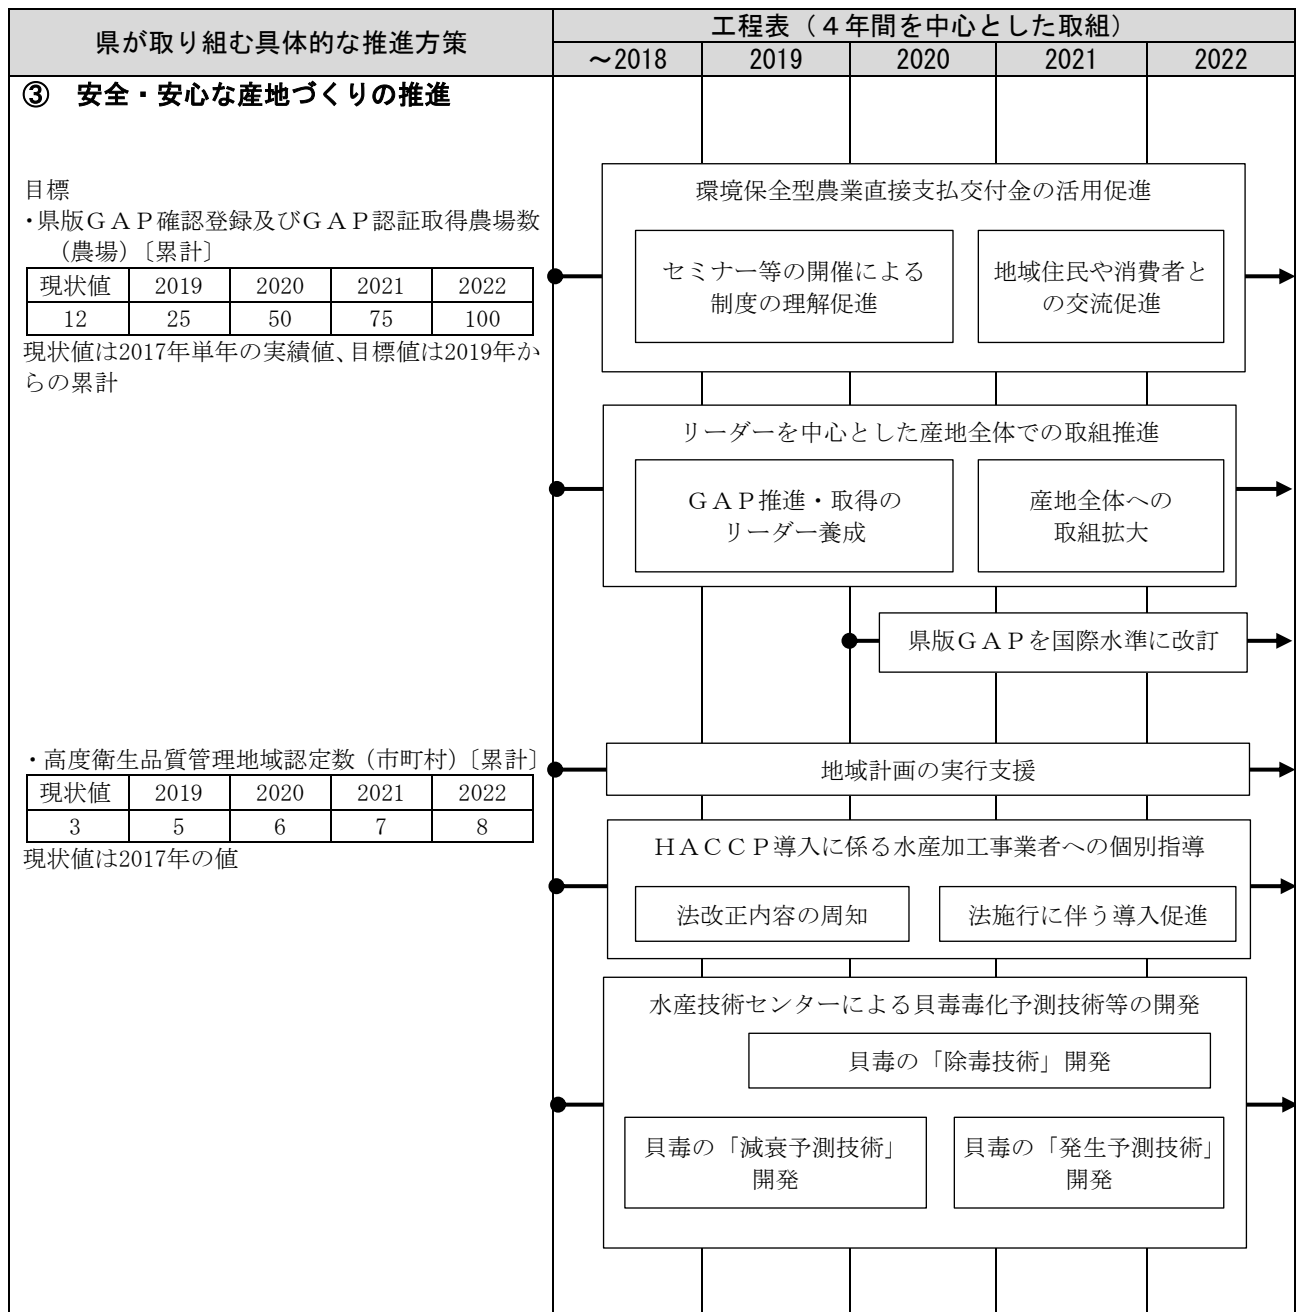 県が取り組む具体的な推進方策
工程表（４年間を中心とした取組）
～2018 2019 2020 2021 2022
③　安全・安心な産地づくりの推進
目標
・県版ＧＡＰ確認登録及びＧＡＰ認証取得農場数
（農場）〔累計〕
現状値 2019 2020 2021 2022
12 25 50 75 100
現状値は2017年単年の実績値、目標値は2019年か
らの累計
環境保全型農業直接支払交付金の活用促進
セミナー等の開催による
制度の理解促進
地域住民や消費者と
の交流促進
リーダーを中心とした産地全体での取組推進
ＧＡＰ推進・取得の
リーダー養成
産地全体への
取組拡大
県版ＧＡＰを国際水準に改訂
・高度衛生品質管理地域認定数（市町村）〔累計〕
現状値 2019 2020 2021 2022
3 5 6 7 8
現状値は2017年の値
地域計画の実行支援
ＨＡＣＣＰ導入に係る水産加工事業者への個別指導
法改正内容の周知
法施行に伴う導入促進
水産技術センターによる貝毒毒化予測技術等の開発
貝毒の「除毒技術」開発
貝毒の「減衰予測技術」
開発
貝毒の「発生予測技術」
開発